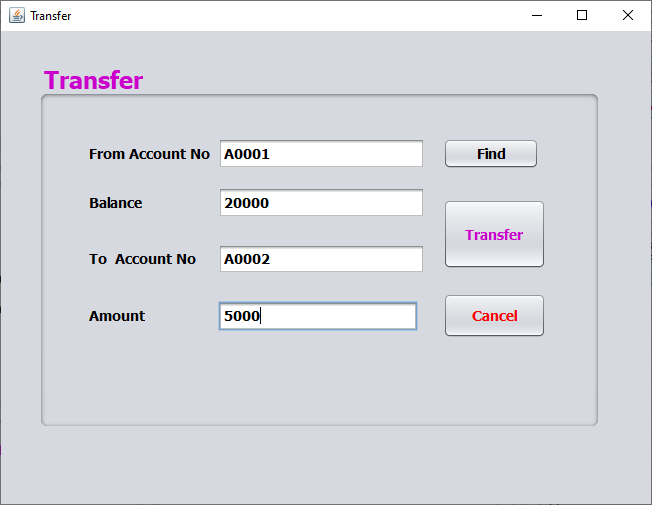 Transfer
Transfer
From Account No A0001 Find
Balance 20000
Transfer
To Account No A0002
Amount 5000 Cancel